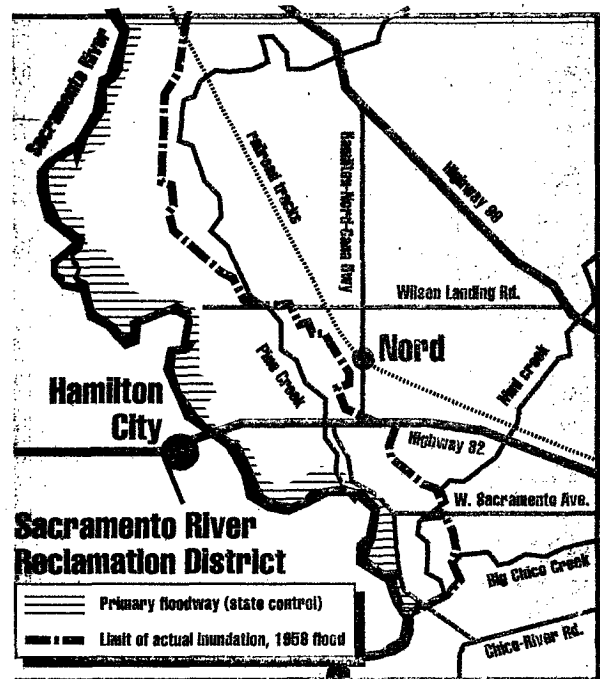 Sacramento River
railroad tracks
Hamilton-Nord-Cana Hwy
Highway 99
Wilson Landing Rd.
Nord
Pine Creek
Mud creek
Hamilton
City
Highway 32
W. Sacramento Ave.
Sacramento River
Reclamation District
Big Chico Creek
Primary floodway (state control)
Limit of actual inundation, 1958 flood
Chico-River Rd.